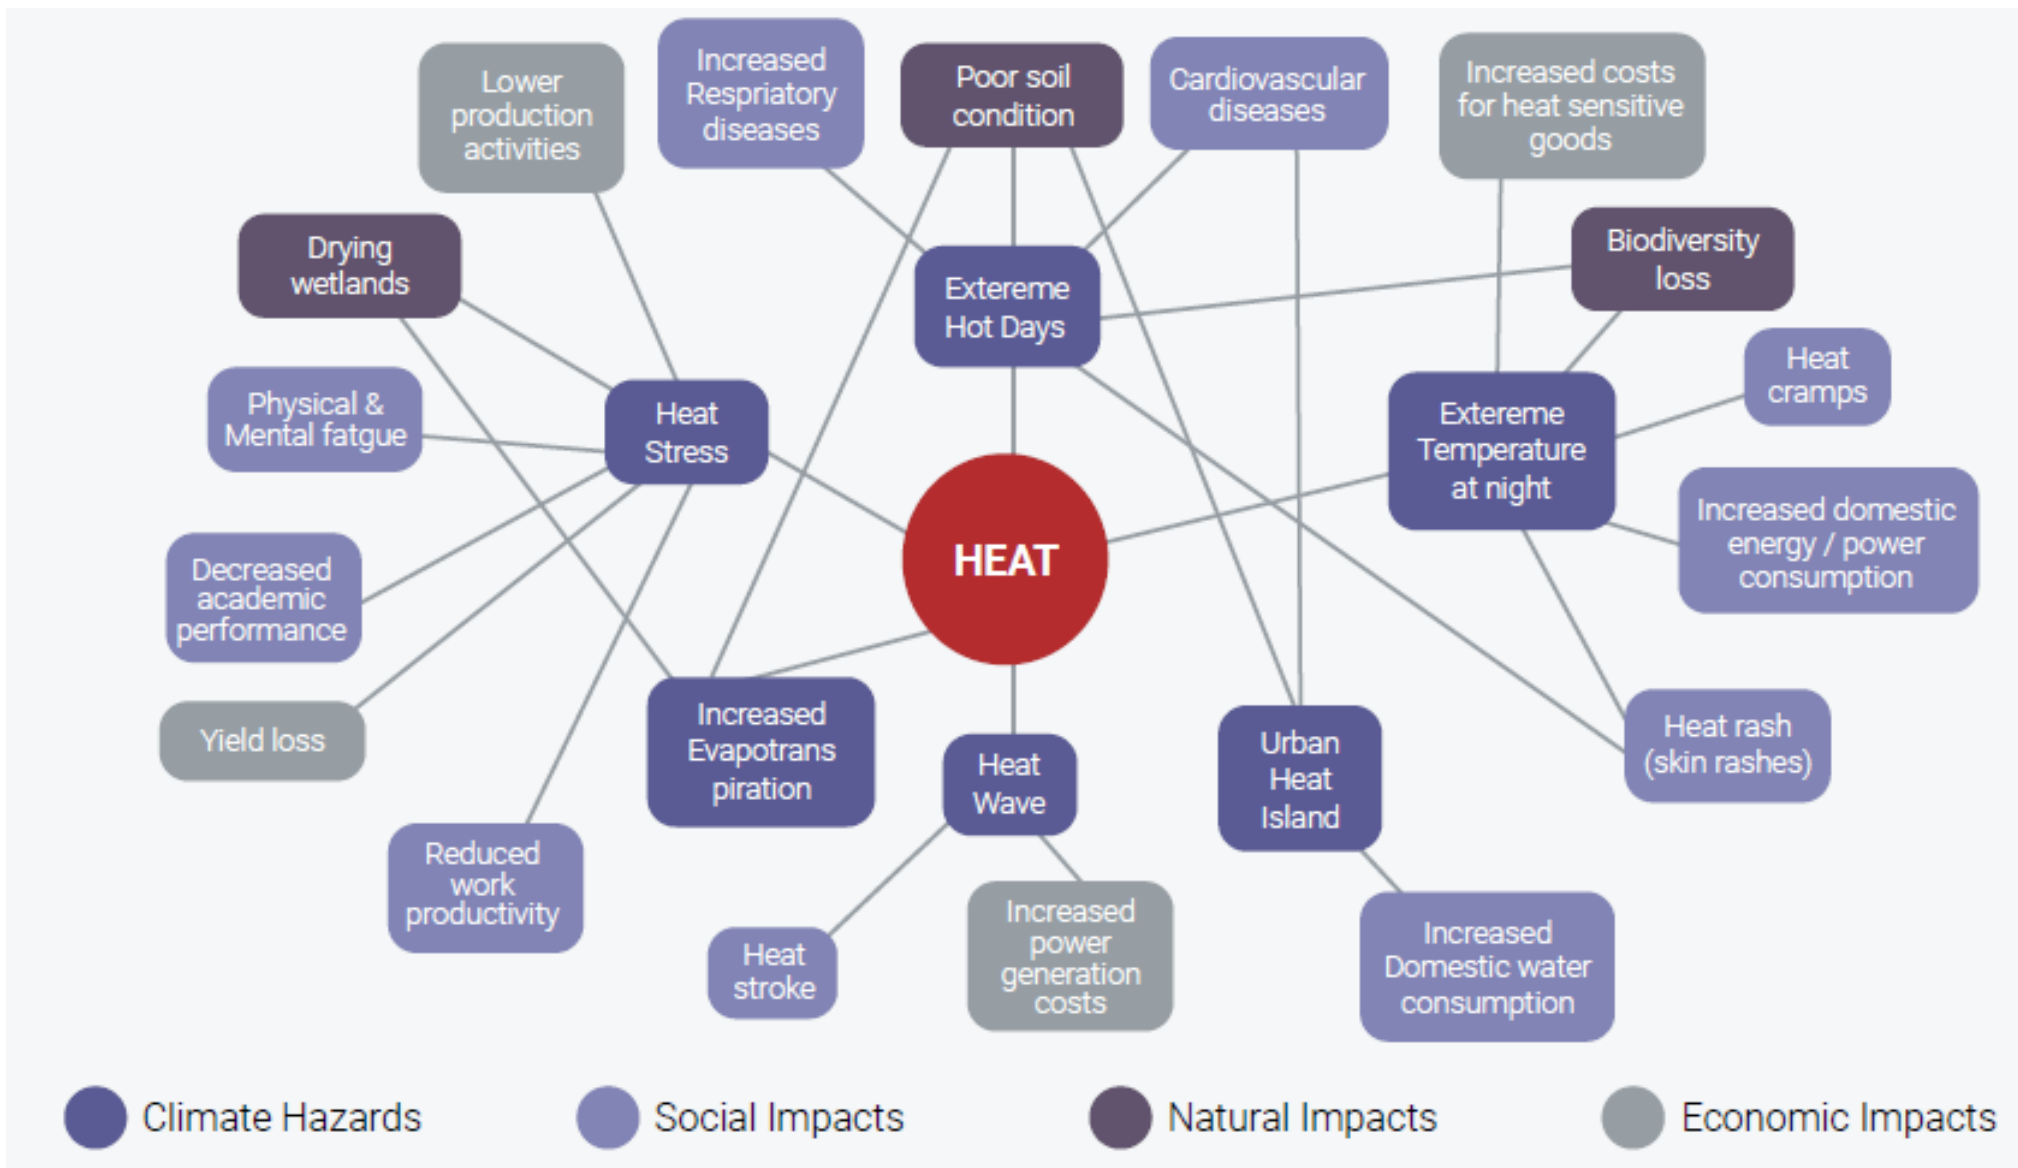 Increased
Respriatory
diseases
Lower
production
activities
Poor soil
condition
Cardiovascular
diseases
Increased costs
for heat sensitive
goods
Drying
wetlands
Extereme
Hot Days
Biodiversity
loss
Physical &
Mental fatgue
Heat
Stress
Extereme
Temperature
at night
Heat
cramps
HEAT
Increased domestic
energy / power
consumption
Decreased
academic
performance
Yield loss
Increased
Evapotrans
piration
Heat
Wave
Urban
Heat
Island
Heat rash
(skin rashes)
Reduced
work
productivity
Heat
stroke
Increased
power
generation
costs
Increased
Domestic water
consumption
Climate Hazards
Social Impacts
Natural Impacts
Economic Impacts